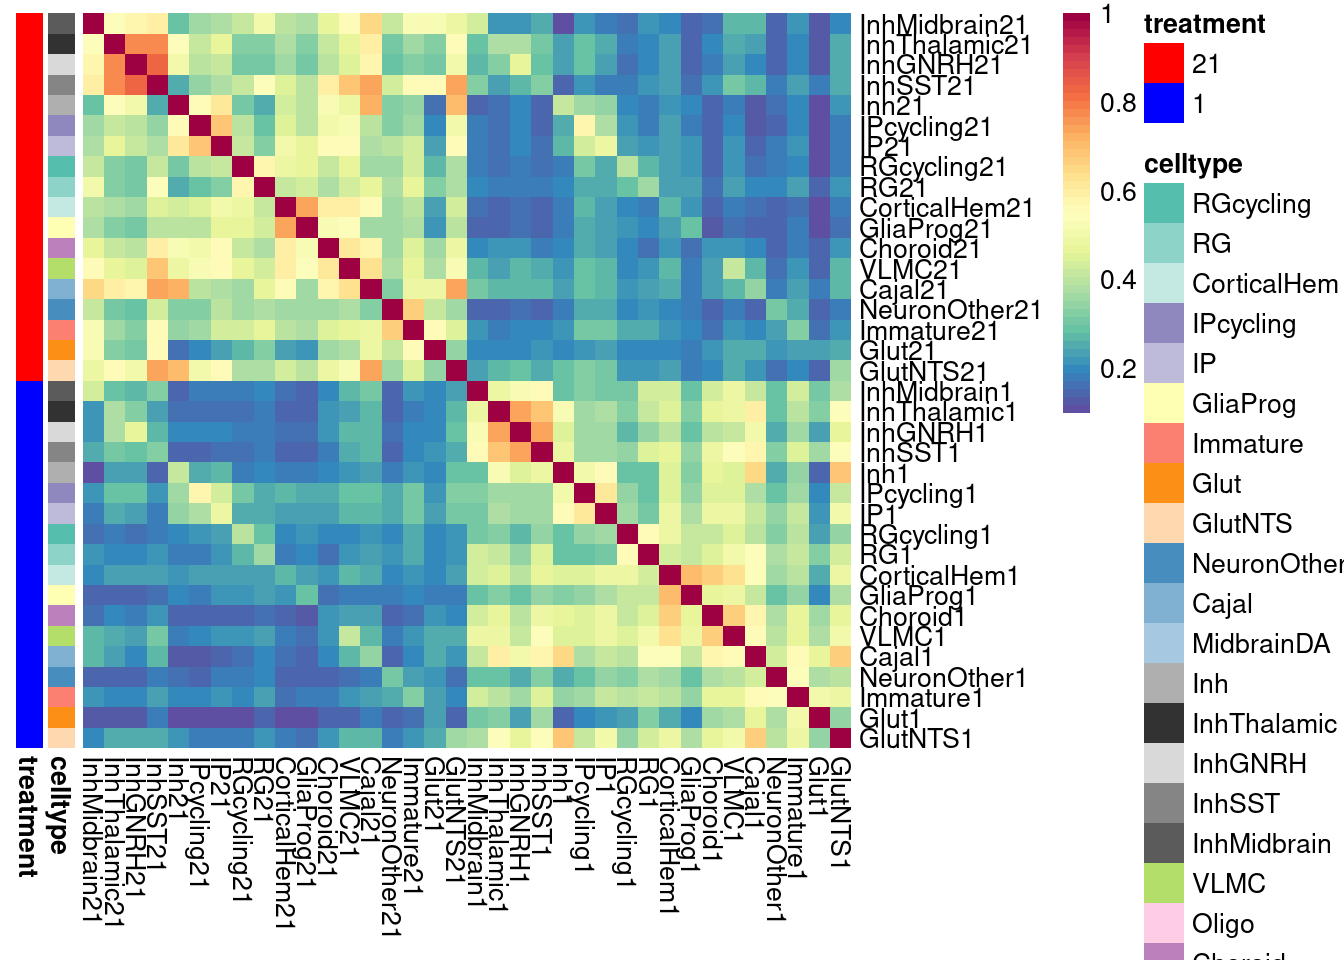 InhMidbrain21
InhThalamic21
InhGNRH21
InhSST21
Inh21
IPcycling21
IP21
RGcycling21
RG21
CorticalHem21
GliaProg21
Choroid21
VLMC21
Cajal21
NeuronOther21
Immature21
Glut21
GlutNTS21
InhMidbrain1
InhThalamic1
InhGNRH1
InhSST1
Inh1
IPcycling1
IP1
RGcycling1
RG1
CorticalHem1
GliaProg1
Choroid1
VLMC1
Cajal1
NeuronOther1
Immature1
Glut1
GlutNTS1
treatment
celltype
InhMidbrain21
InhThalamic21
InhGNRH21
InhSST21
Inh21
IPcycling21
IP21
RGcycling21
RG21
CorticalHem21
GliaProg21
Choroid21
VLMC21
Cajal21
NeuronOther21
Immature21
Glut21
GlutNTS21
InhMidbrain1
InhThalamic1
InhGNRH1
InhSST1
Inh1
IPcycling1
IP1
RGcycling1
RG1
CorticalHem1
GliaProg1
Choroid1
VLMC1
Cajal1
NeuronOther1
Immature1
Glut1
GlutNTS1
1
0.8
0.6
0.4
0.2
treatment
21
1
celltype
RGcycling
RG
CorticalHem
IPcycling
IP
GliaProg
Immature
Glut
GlutNTS
NeuronOther
Cajal
MidbrainDA
Inh
InhThalamic
InhGNRH
InhSST
InhMidbrain
VLMC
Oligo
Choroid